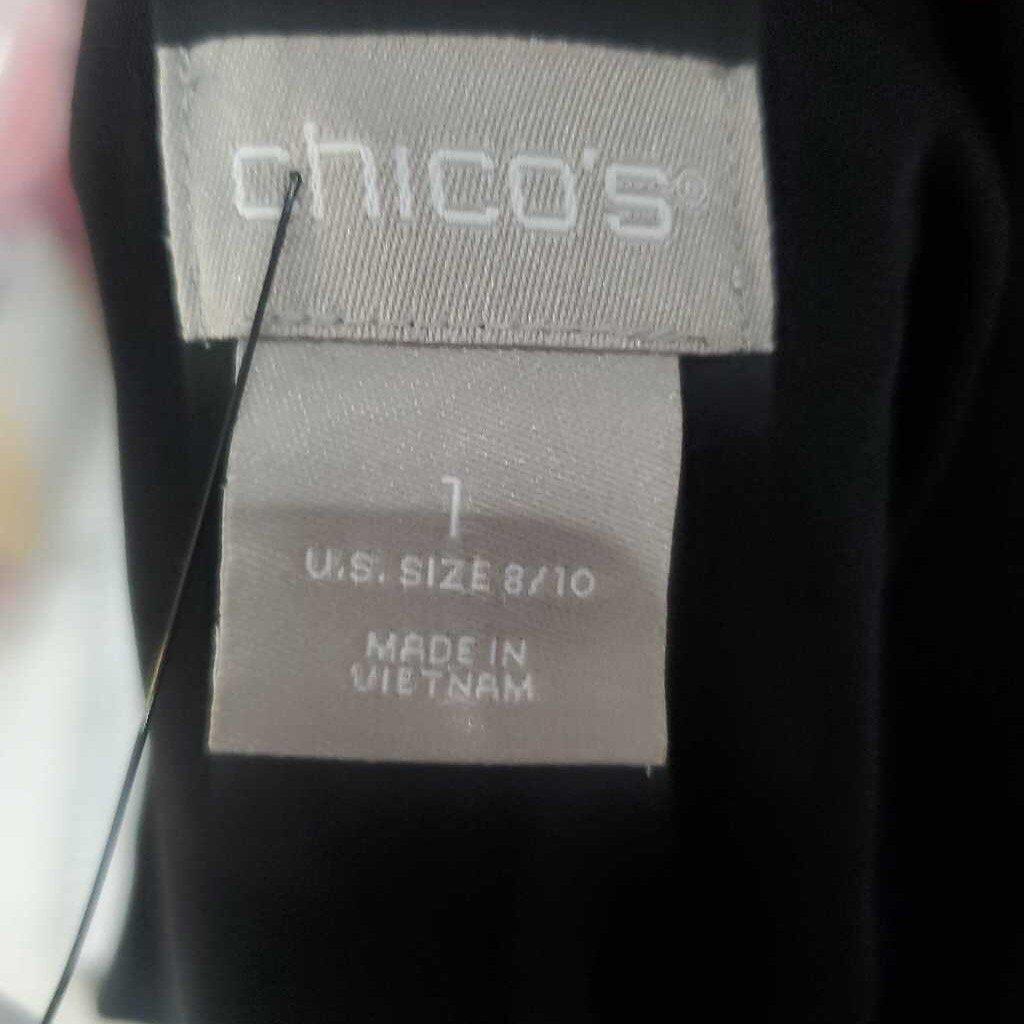 chico's®
1
U.S. SIZE 8/10
MADE IN
VIETNAM